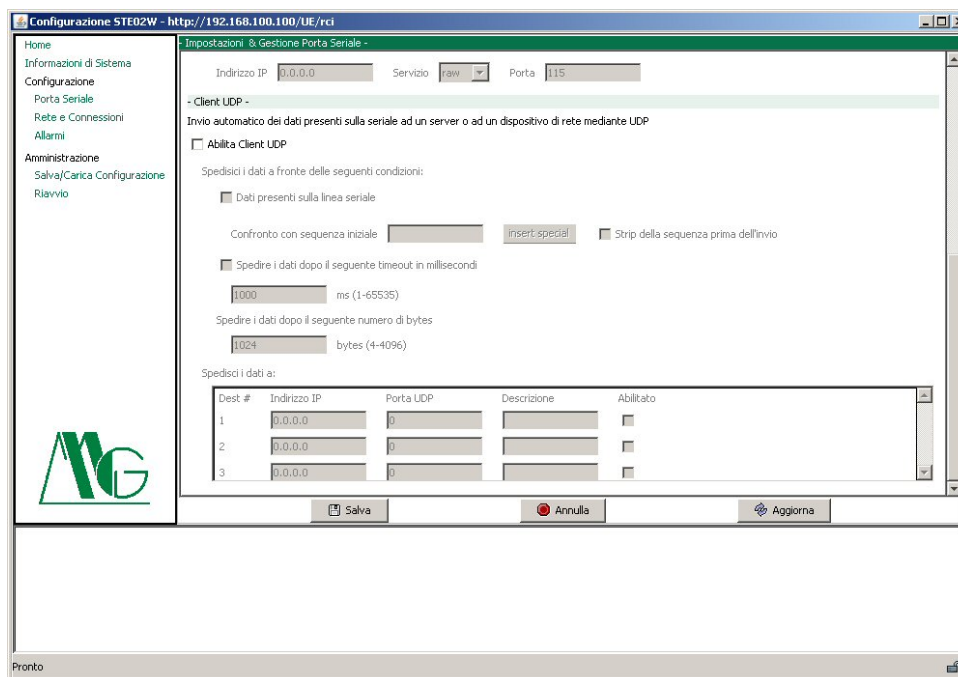 Configurazione STE02W - http://192.168.100.100/UE/rci
Home
Informazioni di Sistema
Configurazione
Porta Seriale
Rete e Connessioni
Allarmi
Amministrazione
Salva/Carica Configurazione
Riavvio
MG
- Impostazioni & Gestione Porta Seriale -
Indirizzo IP 0.0.0.0 Servizio raw Porta 115
- Client UDP -
Invio automatico dei dati presenti sulla seriale ad un server o ad un dispositivo di rete mediante UDP
Abilita Client UDP
Spedisici i dati a fronte delle seguenti condizioni:
Dati presenti sulla linea seriale
Confronto con sequenza iniziale insert special Strip della sequenza prima dell'invio
Spedire i dati dopo il seguente timeout in millisecondi
1000 ms (1-65535)
Spedire i dati dopo il seguente numero di bytes
1024 bytes (4-4096)
Spedisci i dati a:
Dest # Indirizzo IP Porta UDP Descrizione Abilitato
1 0.0.0.0 0
2 0.0.0.0 0
3 0.0.0.0 0
Salva Annulla Aggiorna
Pronto